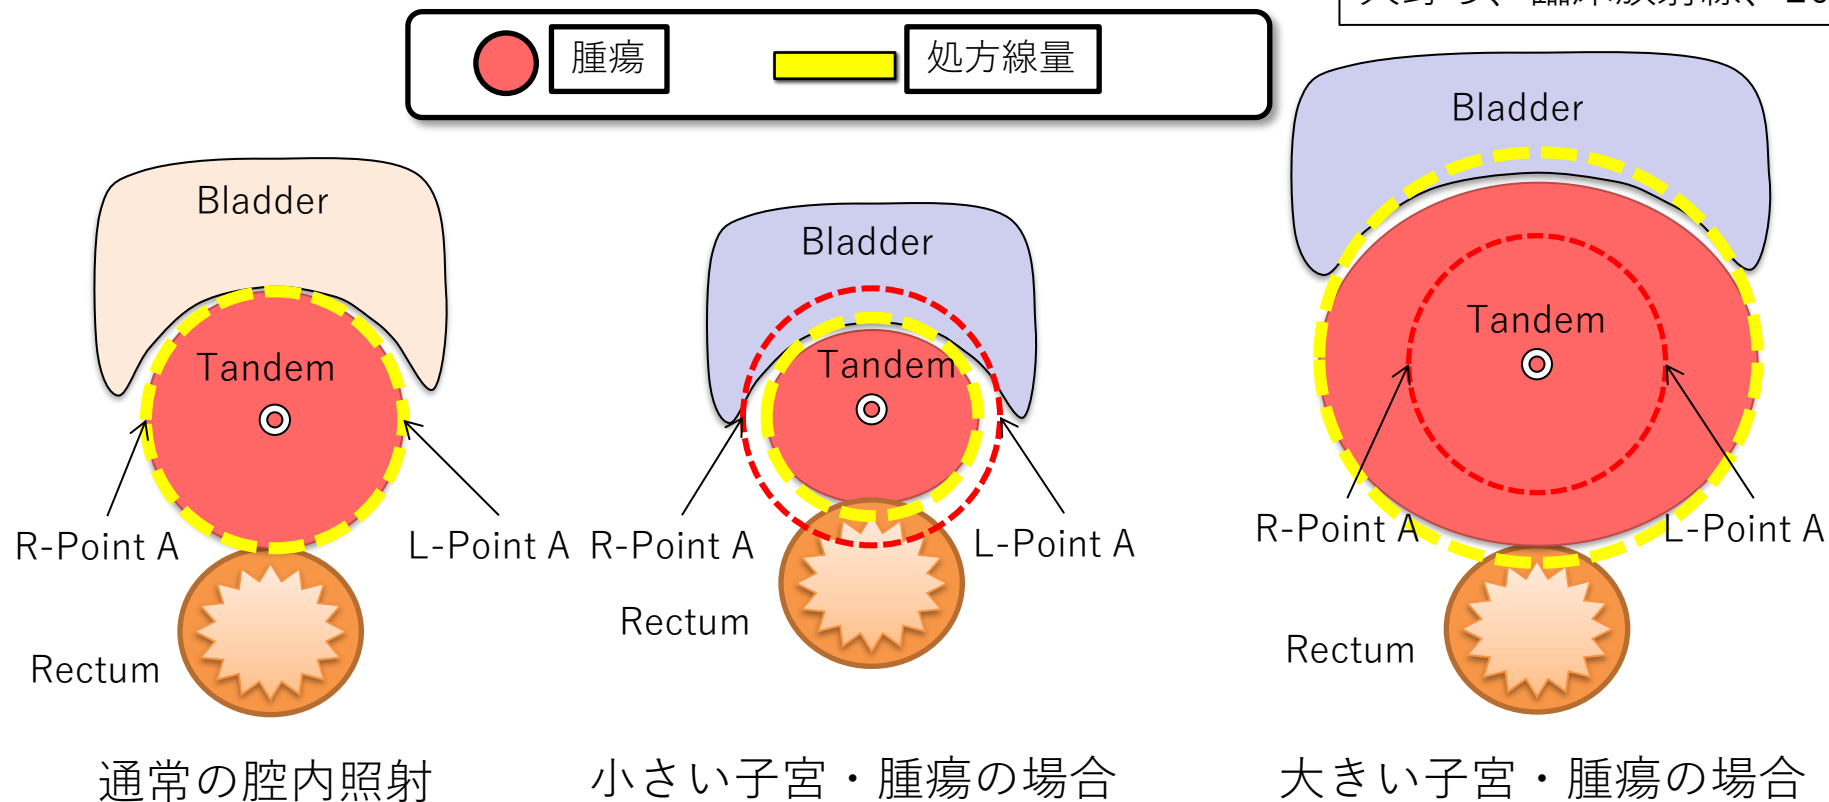 腫瘍
処方線量
Bladder
Tandem
R-Point A
L-Point A
Rectum
通常の腔内照射
Bladder
Tandem
R-Point A
L-Point A
Rectum
小さい子宮・腫瘍の場合
Bladder
Tandem
R-Point A
L-Point A
Rectum
大きい子宮・腫瘍の場合